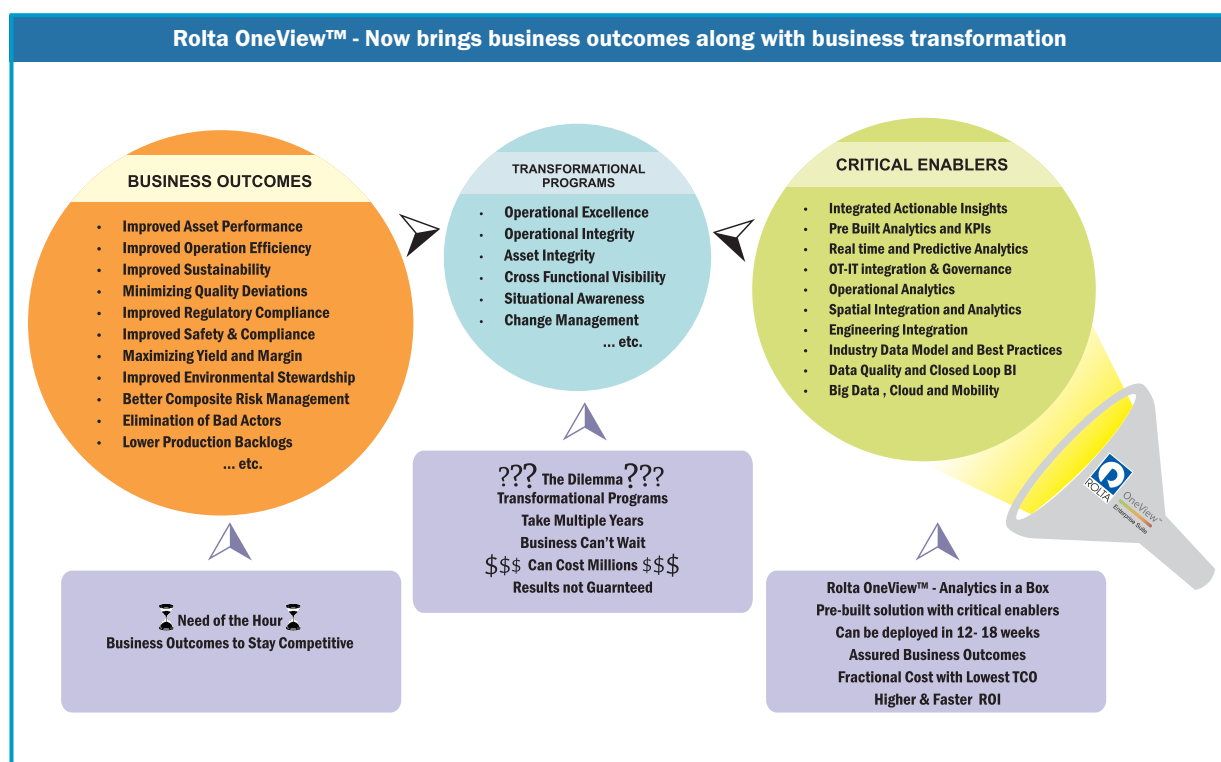 Rolta OneView™ - Now brings business outcomes along with business transformation
BUSINESS OUTCOMES
• Improved Asset Performance
• Improved Operation Efficiency
• Improved Sustainability
• Minimizing Quality Deviations
• Improved Regulatory Compliance
• Improved Safety & Compliance
• Maximizing Yield and Margin
• Improved Environmental Stewardship
• Better Composite Risk Management
• Elimination of Bad Actors
• Lower Production Backlogs
... etc.
TRANSFORMATIONAL
PROGRAMS
• Operational Excellence
• Operational Integrity
• Asset Integrity
• Cross Functional Visibility
• Situational Awareness
• Change Management
... etc.
CRITICAL ENABLERS
• Integrated Actionable Insights
• Pre Built Analytics and KPIs
• Real time and Predictive Analytics
• OT-IT integration & Governance
• Operational Analytics
• Spatial Integration and Analytics
• Engineering Integration
• Industry Data Model and Best Practices
• Data Quality and Closed Loop BI
• Big Data , Cloud and Mobility
ROLTA
OneView™
Enterprise Suite
Need of the Hour
Business Outcomes to Stay Competitive
??? The Dilemma ???
Transformational Programs
Take Multiple Years
Business Can't Wait
$$$ Can Cost Millions $$$
Results not Guarnteed
Rolta OneView™ - Analytics in a Box
Pre-built solution with critical enablers
Can be deployed in 12- 18 weeks
Assured Business Outcomes
Fractional Cost with Lowest TCO
Higher & Faster ROI